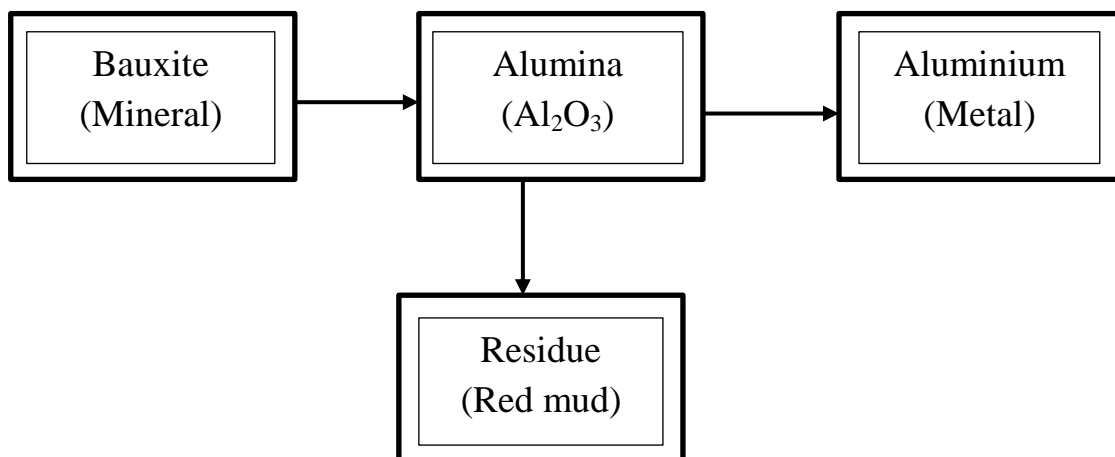 Bauxite
(Mineral)
Alumina
(Al₂O₃)
Aluminium
(Metal)
Residue
(Red mud)